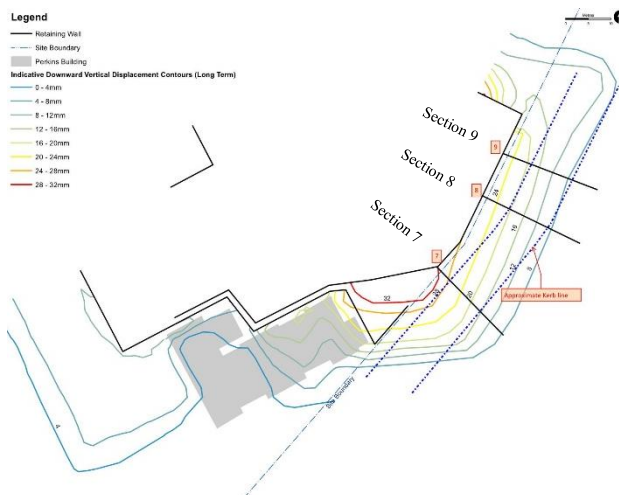 Legend
Retaining Wall
Site Boundary
Perkins Building
Indicative Downward Vertical Displacement Contours (Long Term)
0 - 4mm
4 - 8mm
8 - 12mm
12 - 16mm
16 - 20mm
20 - 24mm
24 - 28mm
28 - 32mm
Section 9
Section 8
Section 7
9
8
7
24
16
12
8
20
32
4
Approximate Kerb line
Site Boundary